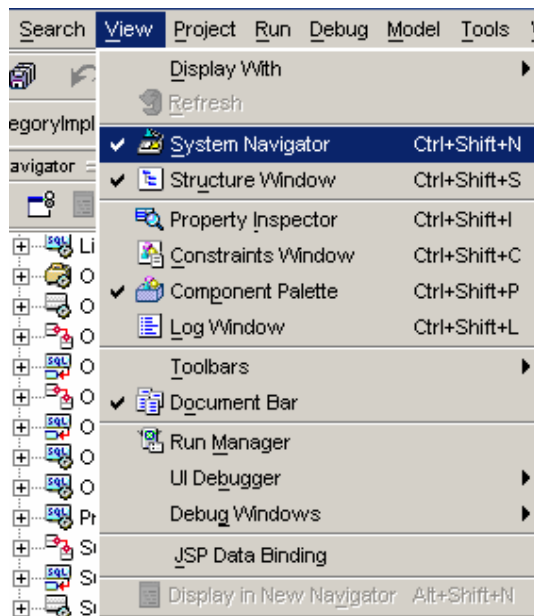 Search View Project Run Debug Model Tools
Display With
Refresh
egoryImpl
System Navigator Ctrl+Shift+N
avigator
Structure Window Ctrl+Shift+S
Property Inspector Ctrl+Shift+I
Li
Constraints Window Ctrl+Shift+C
O
Component Palette Ctrl+Shift+P
O
Log Window Ctrl+Shift+L
O
Toolbars
O
O
Document Bar
O
Run Manager
O
UI Debugger
O
Debug Windows
Pr
JSP Data Binding
Display in New Navigator Alt+Shift+N